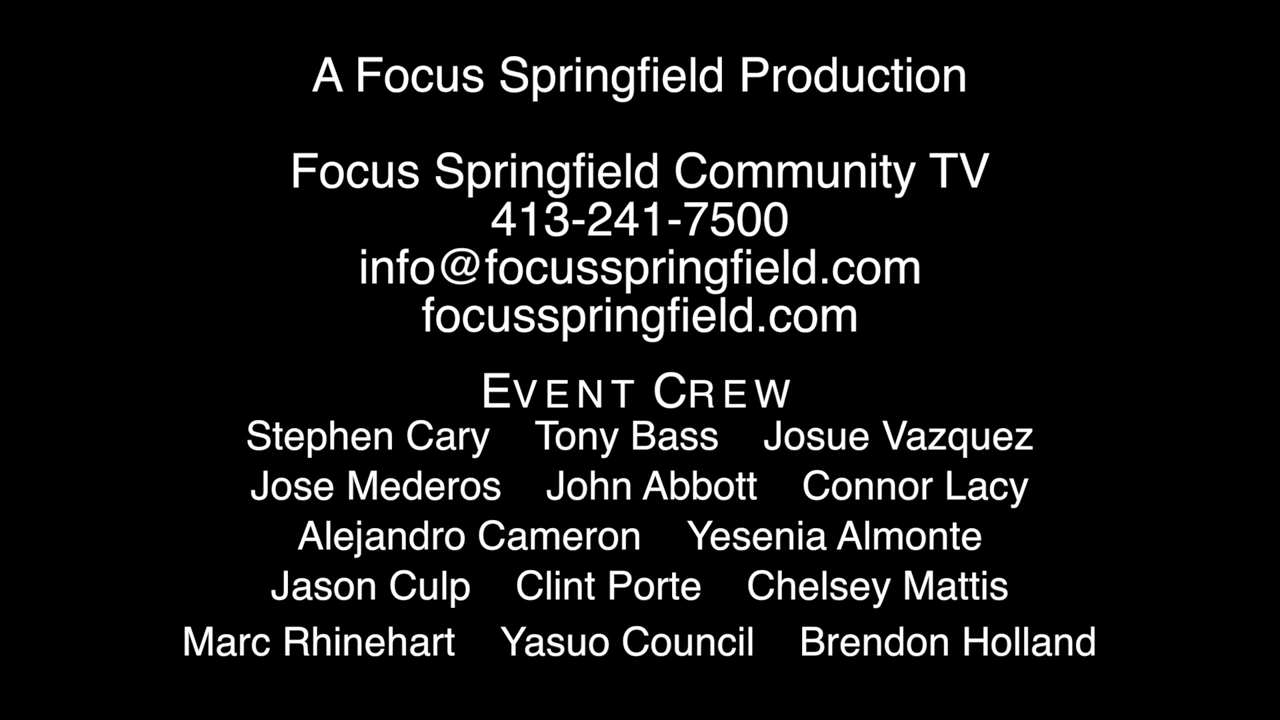 A Focus Springfield Production
Focus Springfield Community TV
413-241-7500
info@focusspringfield.com
focusspringfield.com
EVENT CREW
Stephen Cary Tony Bass Josue Vazquez
Jose Mederos John Abbott Connor Lacy
Alejandro Cameron Yesenia Almonte
Jason Culp Clint Porte Chelsey Mattis
Marc Rhinehart Yasuo Council Brendon Holland